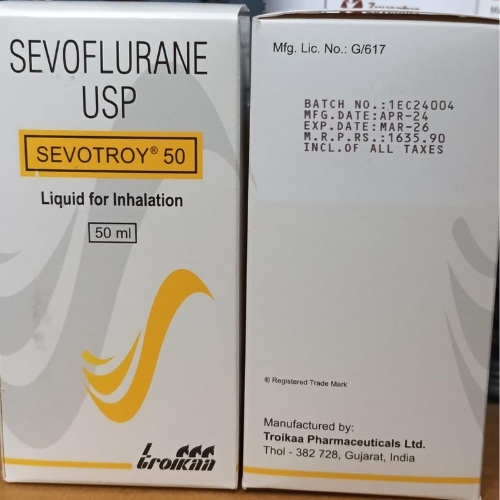 SEVOFLURANE
USP
SEVOTROY® 50
Liquid for Inhalation
50 ml
troikaa
Mfg. Lic. No.: G/617
BATCH NO.:1EC24004
MFG.DATE:APR-24
EXP.DATE:MAR-26
M.R.P.RS.:1635.90
INCL.OF ALL TAXES
® Registered Trade Mark
Manufactured by:
Troikaa Pharmaceuticals Ltd.
Thol - 382 728, Gujarat, India